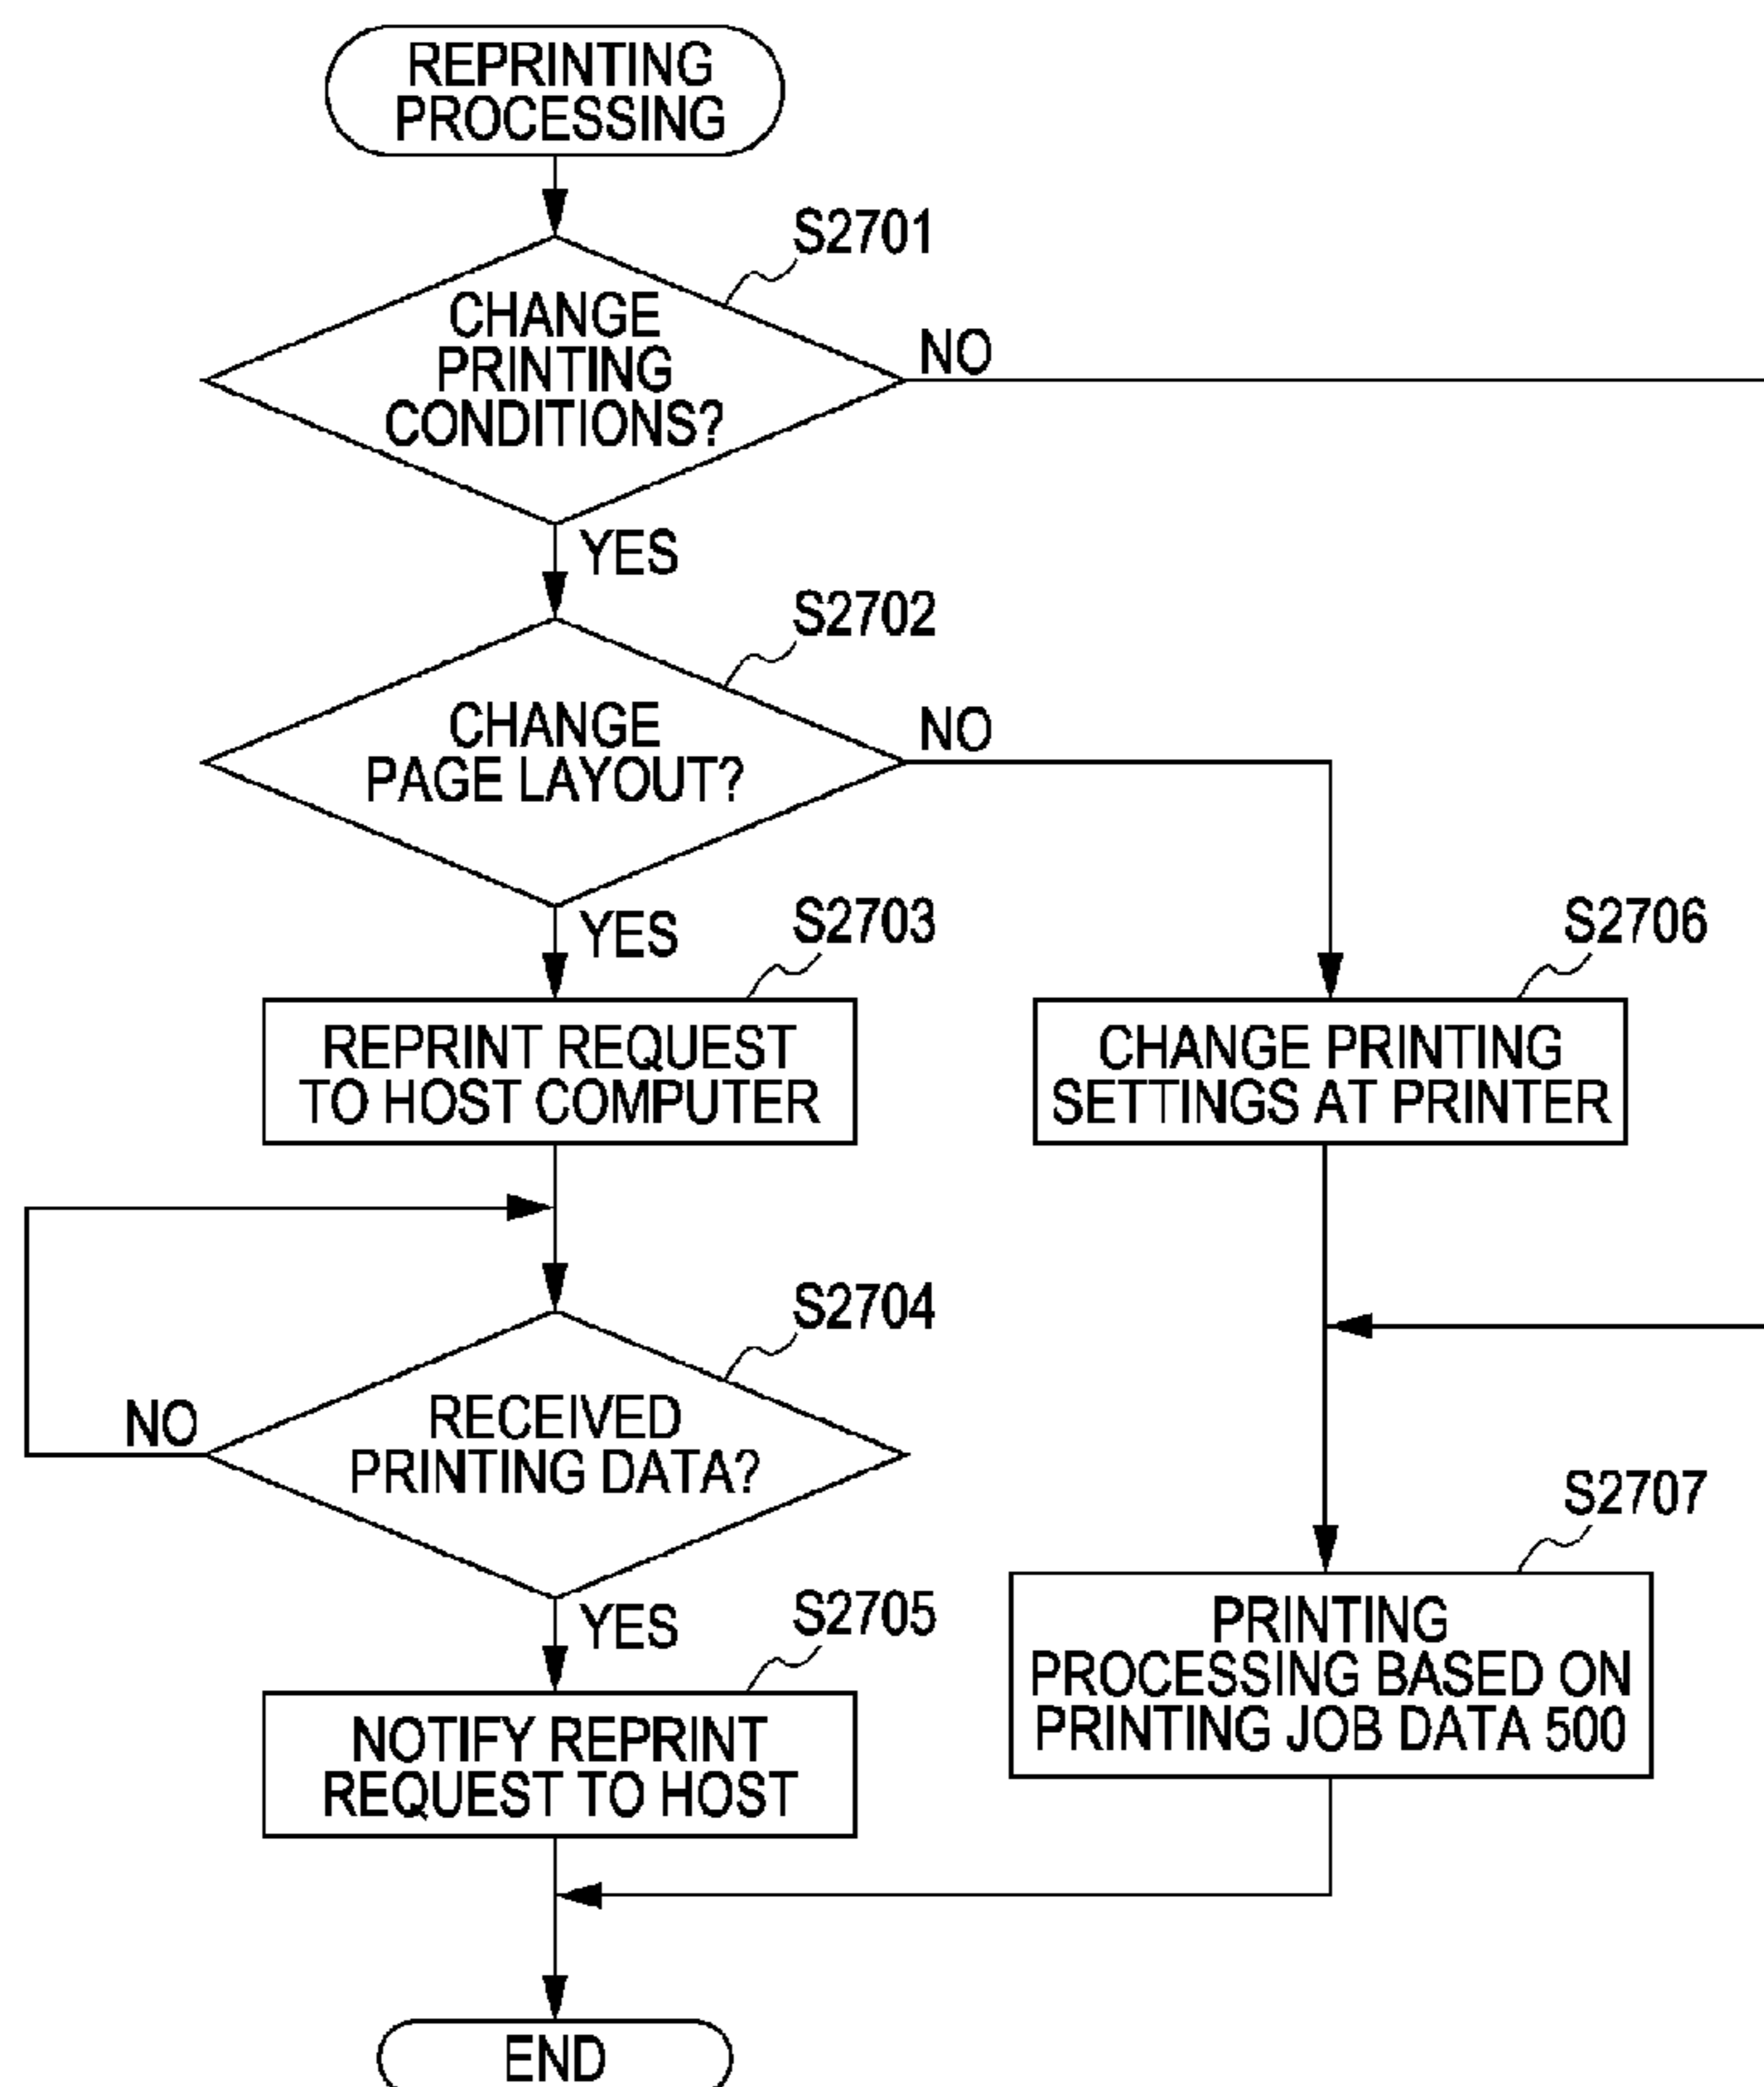 REPRINTING
PROCESSING
S2701
CHANGE
PRINTING
CONDITIONS?
NO
YES
S2702
CHANGE
PAGE LAYOUT?
NO
YES
S2703
REPRINT REQUEST
TO HOST COMPUTER
S2706
CHANGE PRINTING
SETTINGS AT PRINTER
S2704
RECEIVED
PRINTING DATA?
NO
YES
S2705
NOTIFY REPRINT
REQUEST TO HOST
S2707
PRINTING
PROCESSING BASED ON
PRINTING JOB DATA 500
END